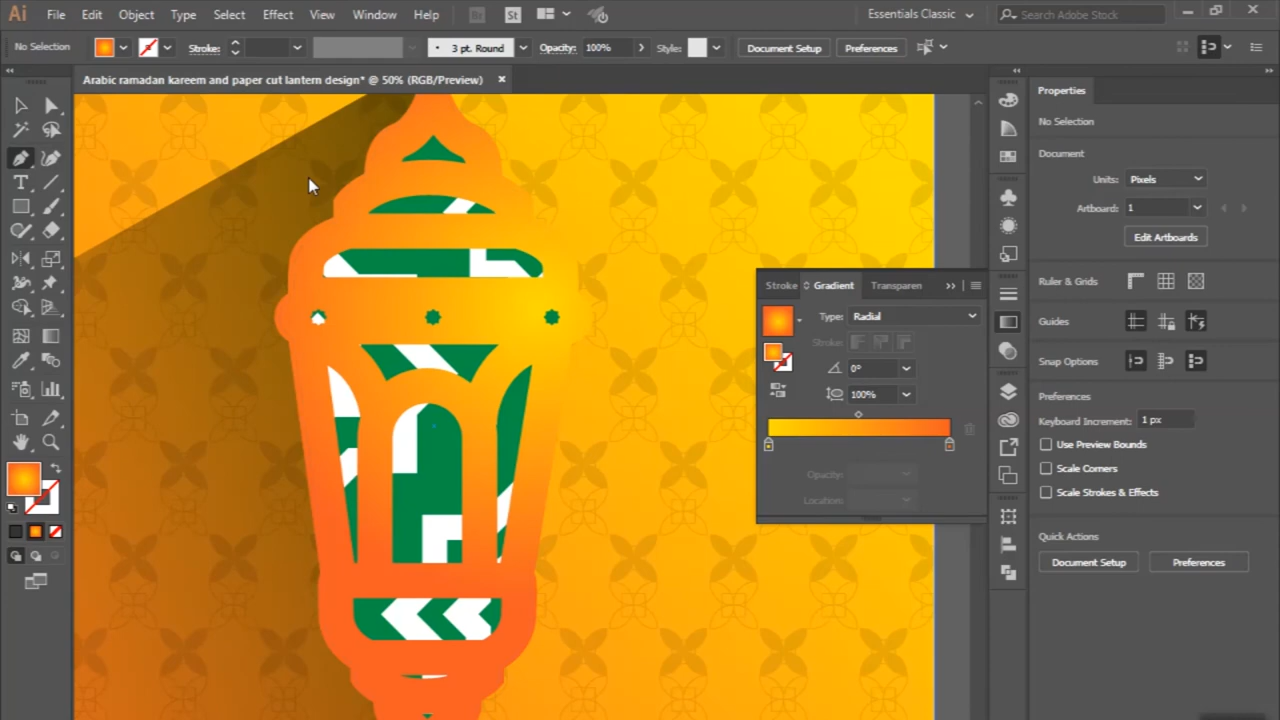 Ai File Edit Object Type Select Effect View Window Help Br St Essentials Classic Search Adobe Stock
No Selection Stroke: 3 pt. Round Opacity: 100% Style: Document Setup Preferences
Arabic ramadan kareem and paper cut lantern design* @ 50% (RGB/Preview)
Properties
No Selection
Document
Units: Pixels
Artboard: 1
Edit Artboards
Ruler & Grids
Guides
Snap Options
Preferences
Keyboard Increment: 1 px
Use Preview Bounds
Scale Corners
Scale Strokes & Effects
Quick Actions
Document Setup Preferences
Stroke Gradient Transparen
Type: Radial
Stroke:
0°
100%
Opacity:
Location: